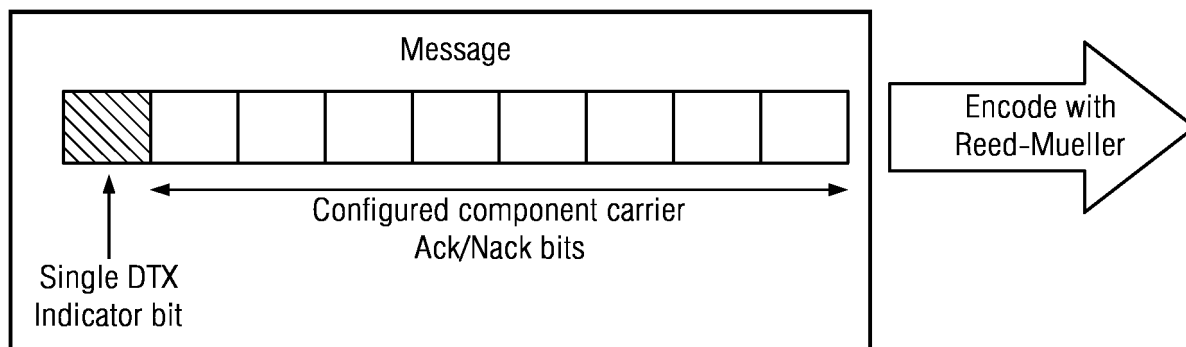 Message
Encode with
Reed-Mueller
Configured component carrier
Ack/Nack bits
Single DTX
Indicator bit